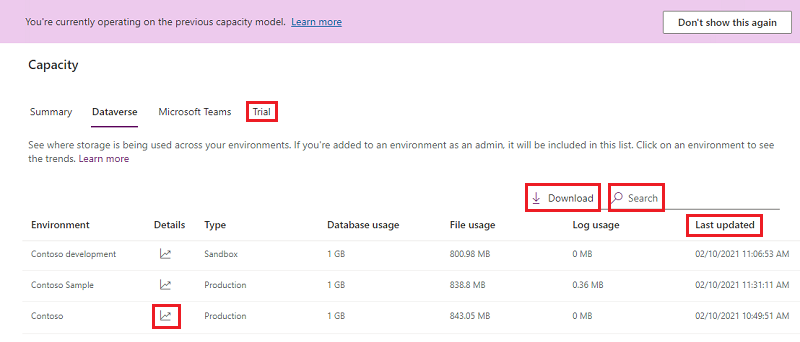 You're currently operating on the previous capacity model. Learn more Don't show this again
Capacity
Summary Dataverse Microsoft Teams Trial
See where storage is being used across your environments. If you're added to an environment as an admin, it will be included in this list. Click on an environment to see
the trends. Learn more
Download Search
Environment Details Type Database usage File usage Log usage Last updated
Contoso development Sandbox 1 GB 800.98 MB 0 MB 02/10/2021 11:06:53 AM
Contoso Sample Production 1 GB 838.8 MB 0.36 MB 02/10/2021 11:31:11 AM
Contoso Production 1 GB 843.05 MB 0 MB 02/10/2021 10:49:51 AM